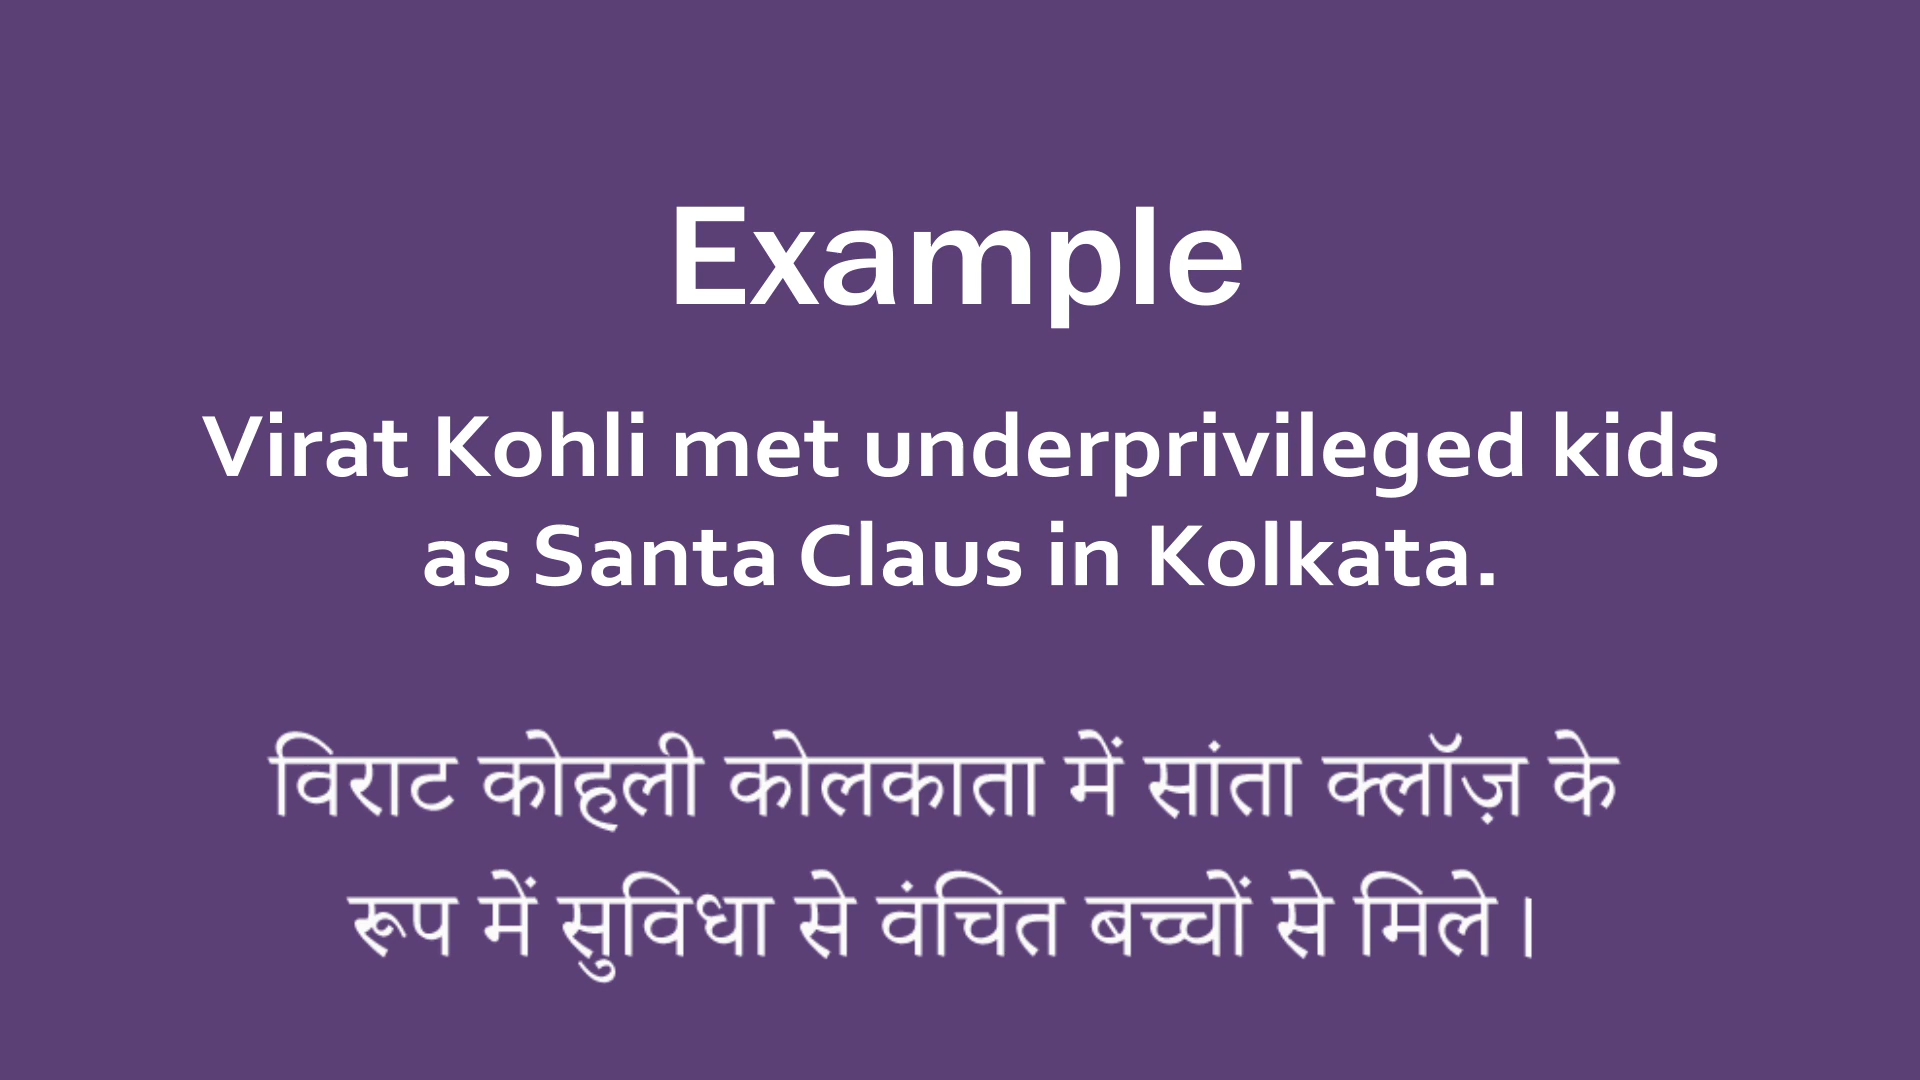 Example
Virat Kohli met underprivileged kids
as Santa Claus in Kolkata.
विराट कोहली कोलकाता में सांता क्लॉज़ के
रूप में सुविधा से वंचित बच्चों से मिले।